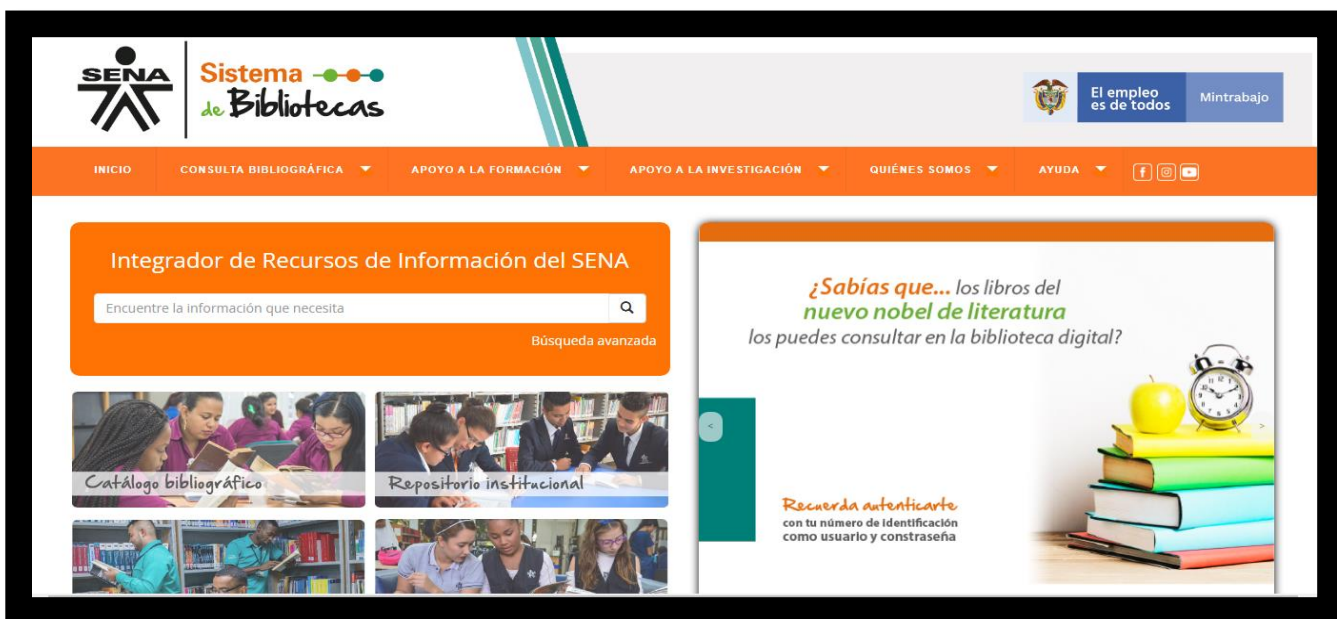 SENA
Sistema
de Bibliotecas
El empleo
es de todos
Mintrabajo
INICIO
CONSULTA BIBLIOGRÁFICA
APOYO A LA FORMACIÓN
APOYO A LA INVESTIGACIÓN
QUIÉNES SOMOS
AYUDA
Integrador de Recursos de Información del SENA
Encuentre la información que necesita
Búsqueda avanzada
Catálogo bibliográfico
Repositorio institucional
¿Sabías que... los libros del
nuevo nobel de literatura
los puedes consultar en la biblioteca digital?
Recuerda autenticarte
con tu número de identificación
como usuario y constraseña